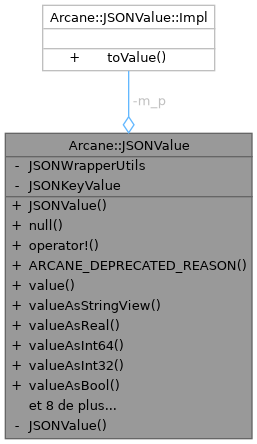 Arcane::JSONValue::Impl
+ toValue()
-m_p
Arcane::JSONValue
- JSONWrapperUtils
- JSONKeyValue
+ JSONValue()
+ null()
+ operator!()
+ ARCANE_DEPRECATED_REASON()
+ value()
+ valueAsStringView()
+ valueAsReal()
+ valueAsInt64()
+ valueAsInt32()
+ valueAsBool()
et 8 de plus...
- JSONValue()